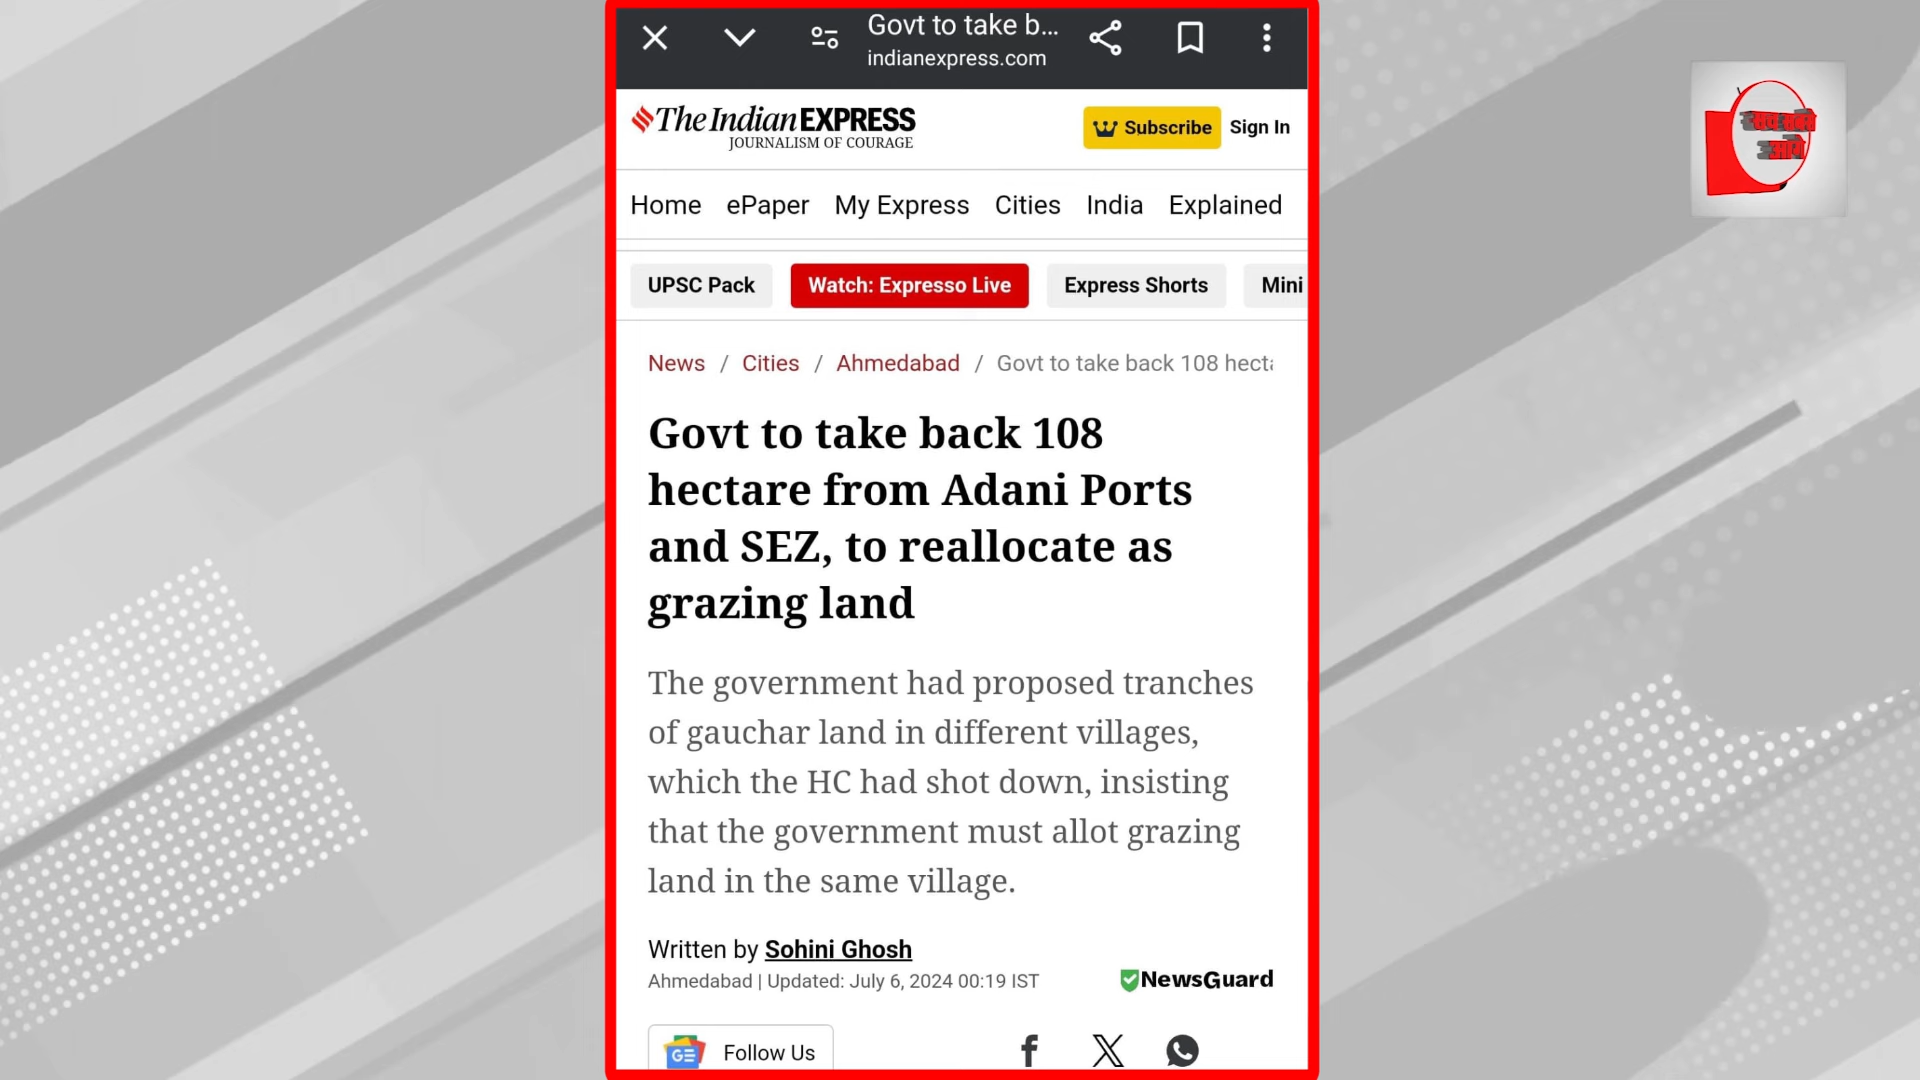 Govt to take b...
indianexpress.com
The Indian EXPRESS
JOURNALISM OF COURAGE
Subscribe Sign In
Home ePaper My Express Cities India Explained
UPSC Pack Watch: Expresso Live Express Shorts Mini
News / Cities / Ahmedabad / Govt to take back 108 hect
Govt to take back 108
hectare from Adani Ports
and SEZ, to reallocate as
grazing land
The government had proposed tranches
of gauchar land in different villages,
which the HC had shot down, insisting
that the government must allot grazing
land in the same village.
Written by Sohini Ghosh
Ahmedabad | Updated: July 6, 2024 00:19 IST
NewsGuard
GE Follow Us
आगे